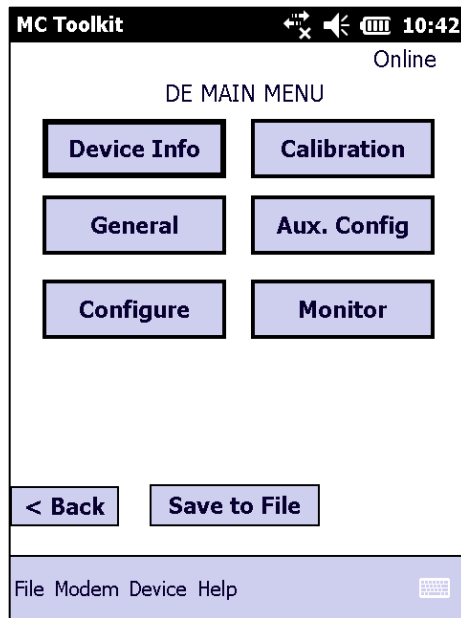 MC Toolkit 10:42
Online
DE MAIN MENU
Device Info Calibration
General Aux. Config
Configure Monitor
< Back Save to File
File Modem Device Help